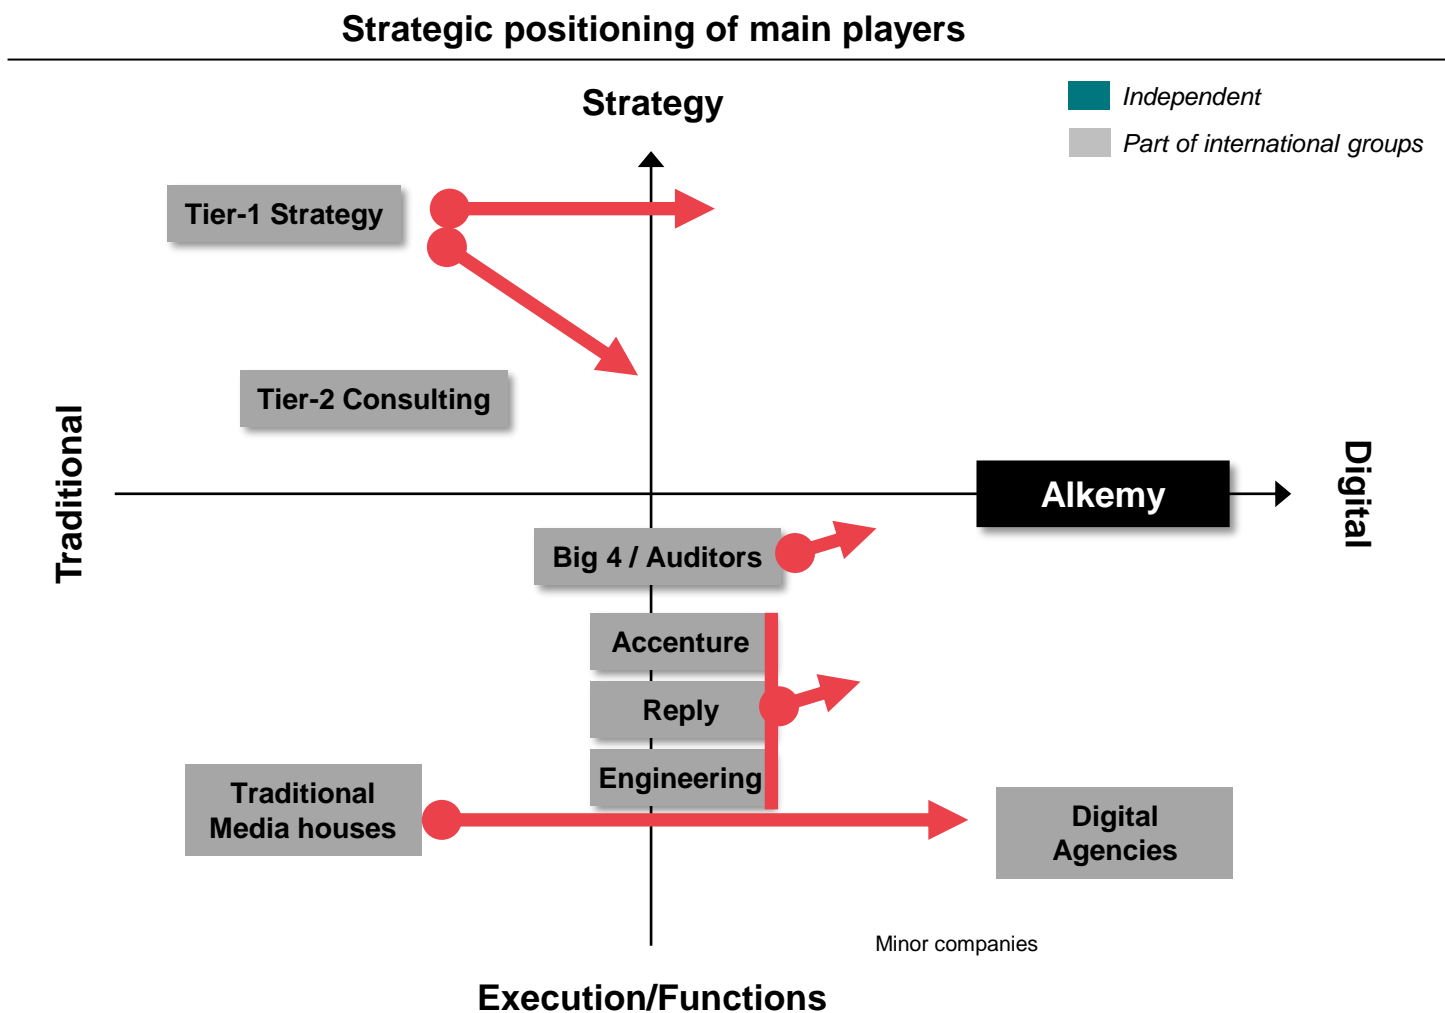 Strategic positioning of main players
Strategy
Independent
Part of international groups
Tier-1 Strategy
Tier-2 Consulting
Traditional
Alkemy
Digital
Big 4 / Auditors
Accenture
Reply
Engineering
Traditional
Media houses
Digital
Agencies
Minor companies
Execution/Functions